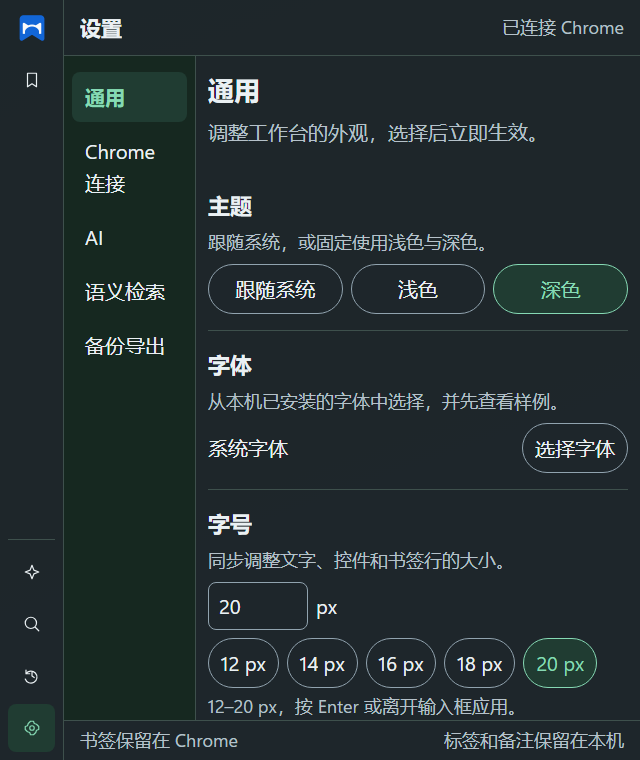 设置
已连接 Chrome
通用
Chrome
连接
AI
语义检索
备份导出
通用
调整工作台的外观，选择后立即生效。
主题
跟随系统，或固定使用浅色与深色。
跟随系统
浅色
深色
字体
从本机已安装的字体中选择，并先查看样例。
系统字体
选择字体
字号
同步调整文字、控件和书签行的大小。
20 px
12 px
14 px
16 px
18 px
20 px
12–20 px，按 Enter 或离开输入框应用。
书签保留在 Chrome
标签和备注保留在本机